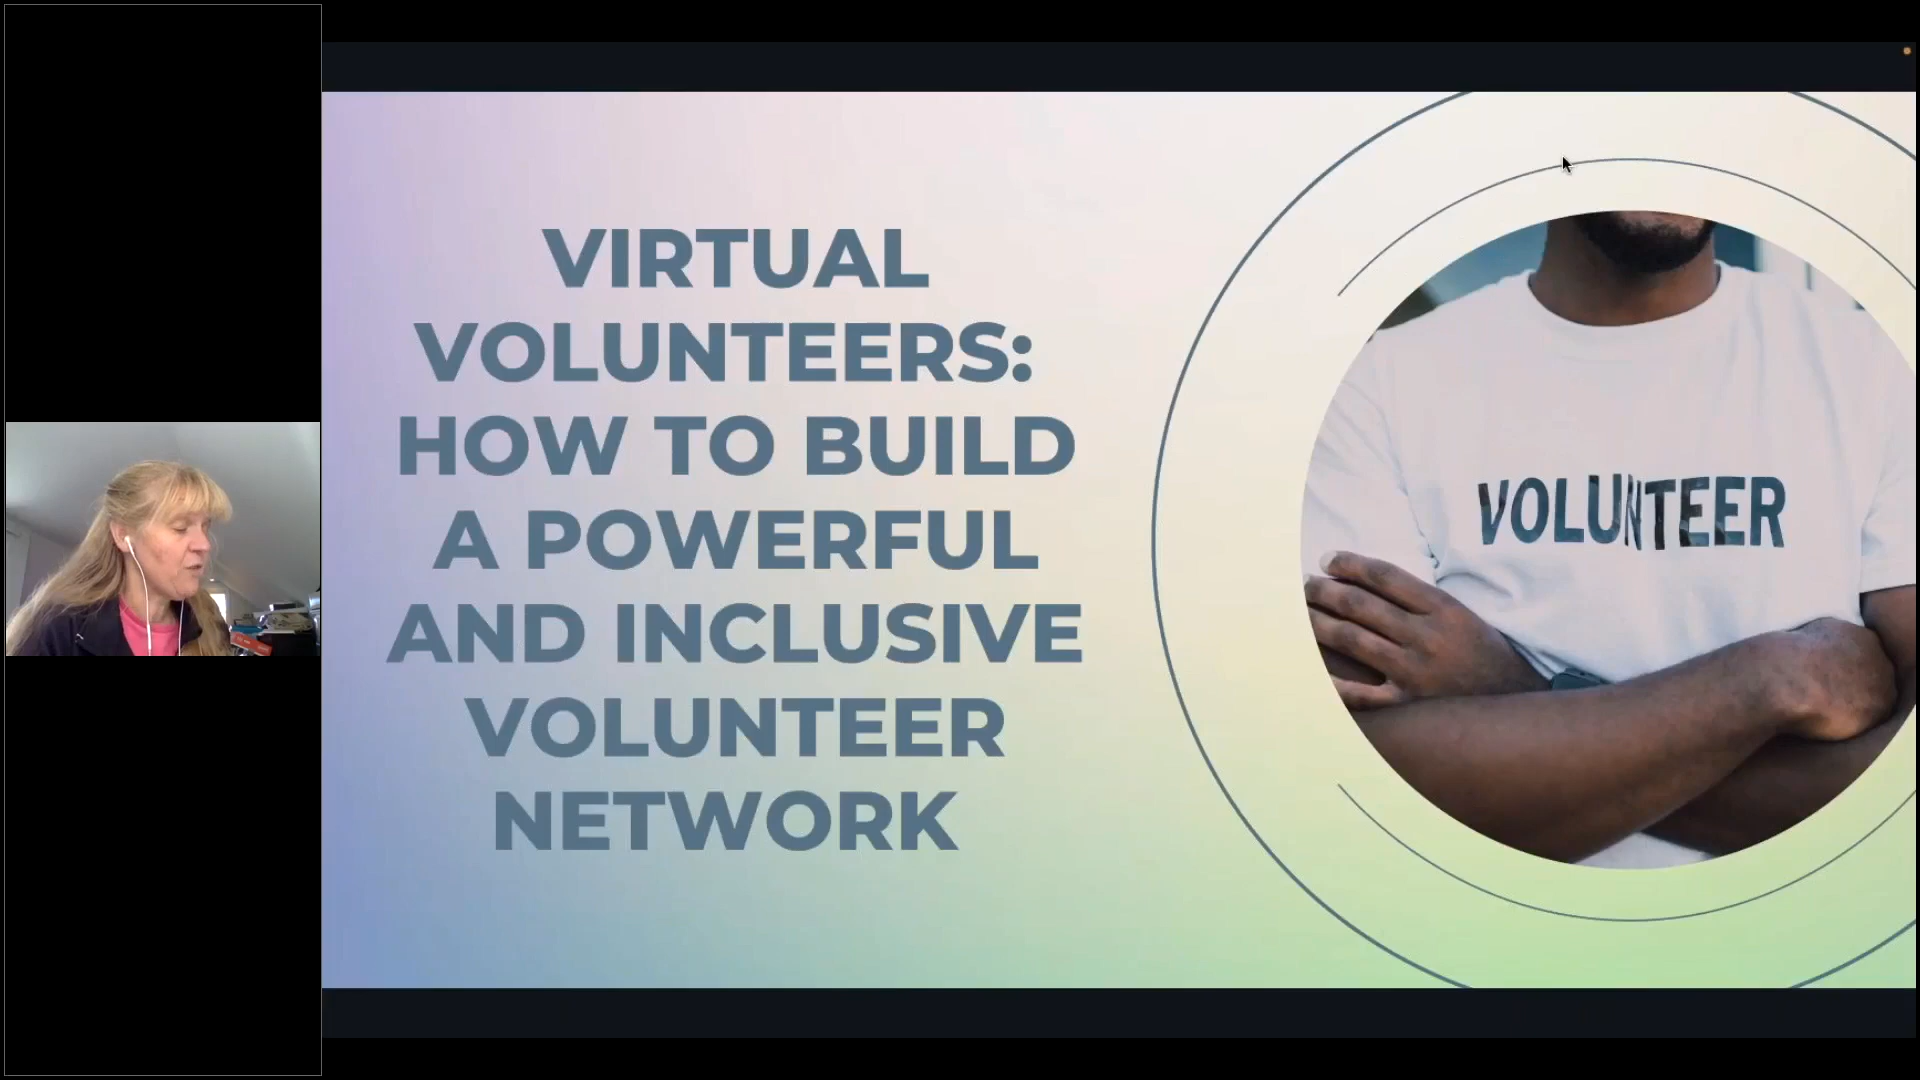 VIRTUAL
VOLUNTEERS:
HOW TO BUILD
A POWERFUL
AND INCLUSIVE
VOLUNTEER
NETWORK
VOLUNTEER